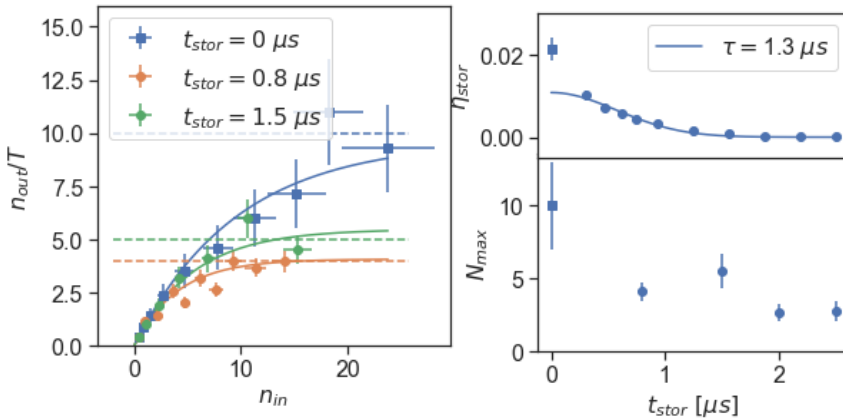 15.0
12.5
10.0
7.5
5.0
2.5
0.0
n_out/T
t_stor = 0 μs
t_stor = 0.8 μs
t_stor = 1.5 μs
0
10
20
n_in
0.02
0.00
η_stor
τ = 1.3 μs
10
5
0
N_max
0
1
2
t_stor [μs]